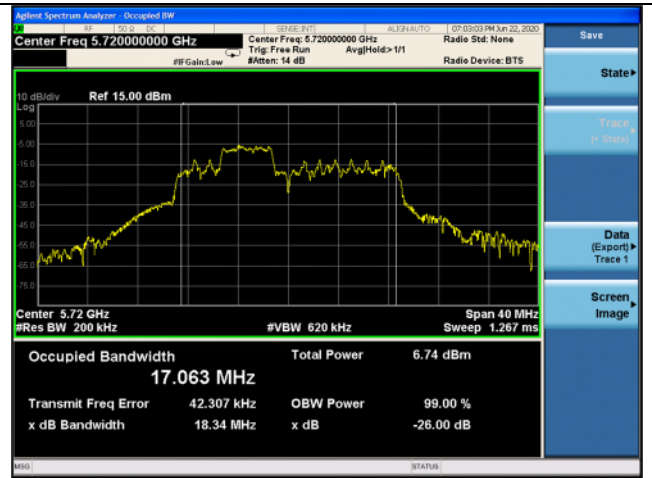 Agilent Spectrum Analyzer - Occupied BW
RF 50 Ω DC SENSE:INT ALIGN AUTO 07:03:03 PM Jun 22, 2020
Center Freq 5.720000000 GHz
Center Freq: 5.720000000 GHz
Radio Std: None
Trig: Free Run Avg|Hold:> 1/1
#IFGain:Low #Atten: 14 dB Radio Device: BTS
10 dB/div Ref 15.00 dBm
Log
5.00
-5.00
-15.0
-25.0
-35.0
-45.0
-55.0
-65.0
-75.0
Center 5.72 GHz Span 40 MHz
#Res BW 200 kHz #VBW 620 kHz Sweep 1.267 ms
Occupied Bandwidth Total Power 6.74 dBm
17.063 MHz
Transmit Freq Error 42.307 kHz OBW Power 99.00 %
x dB Bandwidth 18.34 MHz x dB -26.00 dB
MSG STATUS
Save
State
Trace
(+ State)
Data
(Export)
Trace 1
Screen
Image